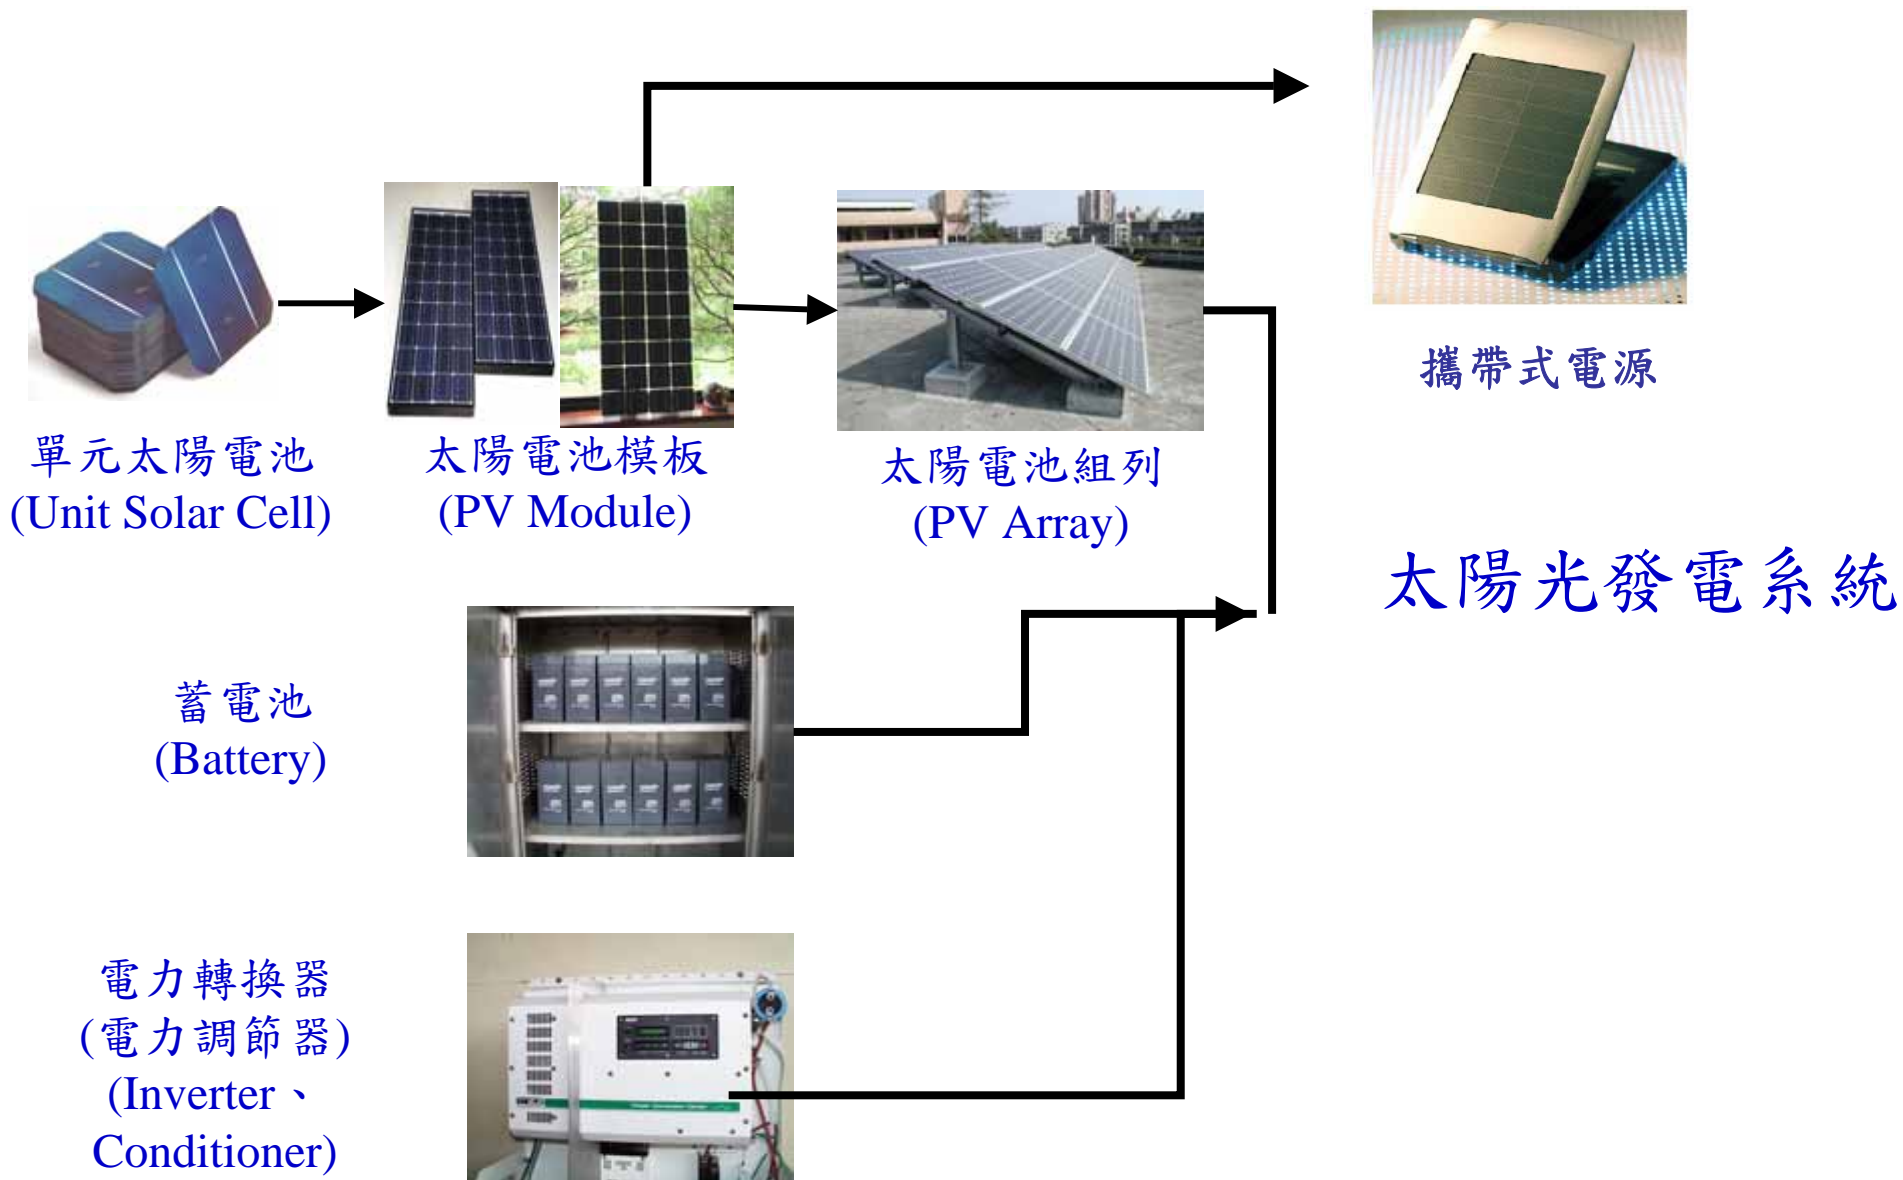 攜帶式電源
單元太陽電池
(Unit Solar Cell)
太陽電池模板
(PV Module)
太陽電池組列
(PV Array)
太陽光發電系統
蓄電池
(Battery)
電力轉換器
(電力調節器)
(Inverter、
Conditioner)